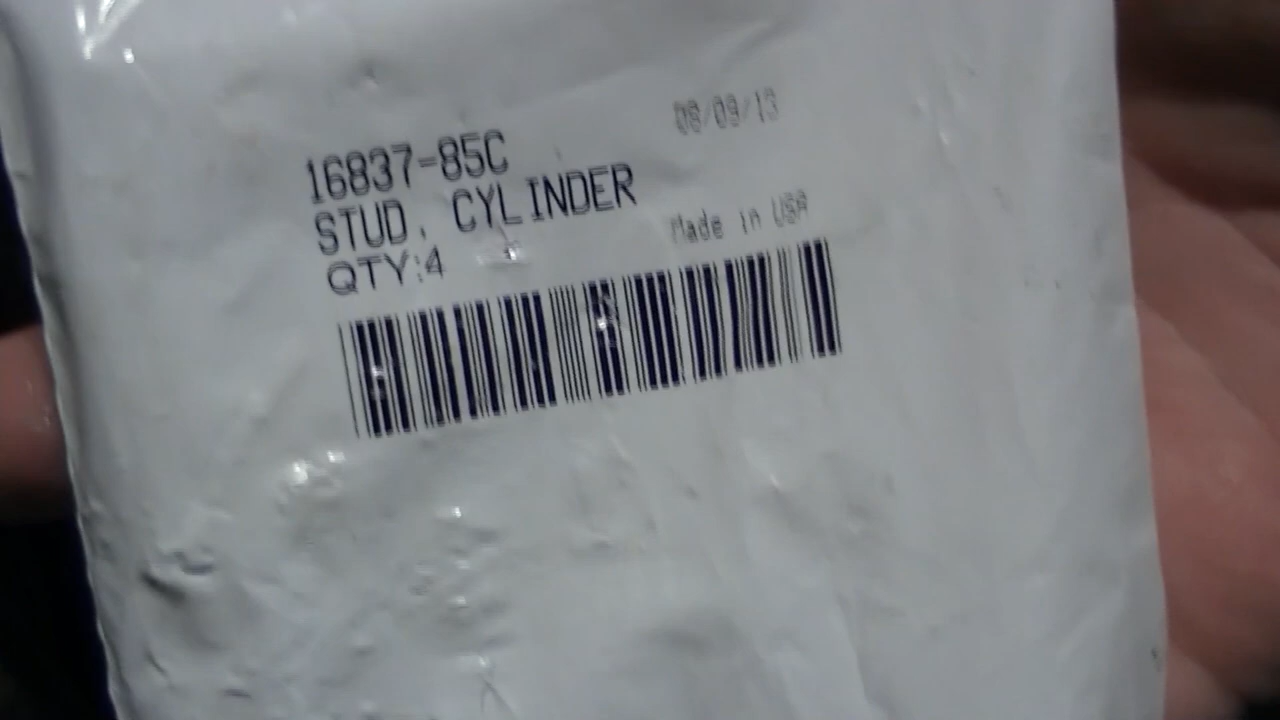 08/09/13
16837-85C
STUD, CYLINDER
Made in USA
QTY:4